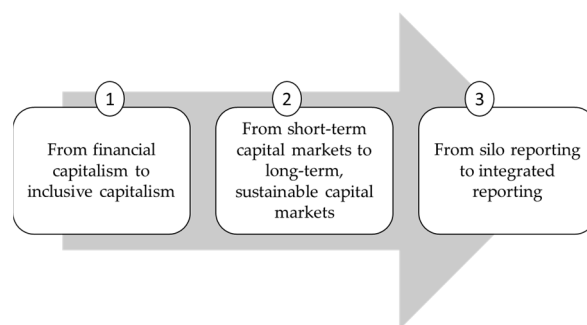 1
From financial
capitalism to
inclusive capitalism
2
From short-term
capital markets to
long-term,
sustainable capital
markets
3
From silo reporting
to integrated
reporting